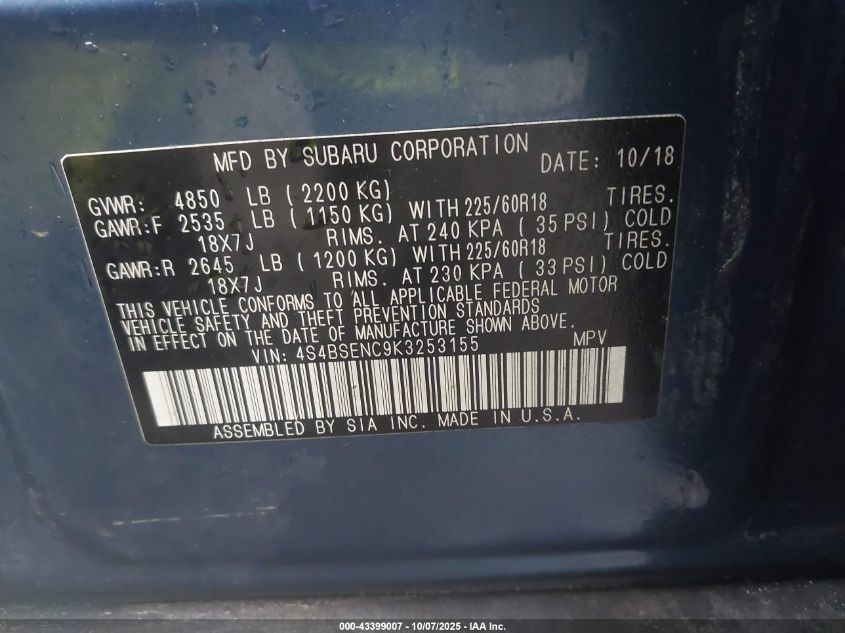 MFD BY SUBARU CORPORATION DATE: 10/18
GVWR: 4850 LB (2200 KG)
GAWR:F 2535 LB (1150 KG) WITH 225/60R18 TIRES.
18X7J RIMS. AT 240 KPA (35 PSI) COLD
GAWR:R 2645 LB (1200 KG) WITH 225/60R18 TIRES.
18X7J RIMS. AT 230 KPA (33 PSI) COLD
THIS VEHICLE CONFORMS TO ALL APPLICABLE FEDERAL MOTOR
VEHICLE SAFETY AND THEFT PREVENTION STANDARDS
IN EFFECT ON THE DATE OF MANUFACTURE SHOWN ABOVE.
VIN: 4S4BSENC9K3253155 MPV
ASSEMBLED BY SIA INC. MADE IN U.S.A.
000-43399007 - 10/07/2025 - IAA Inc.